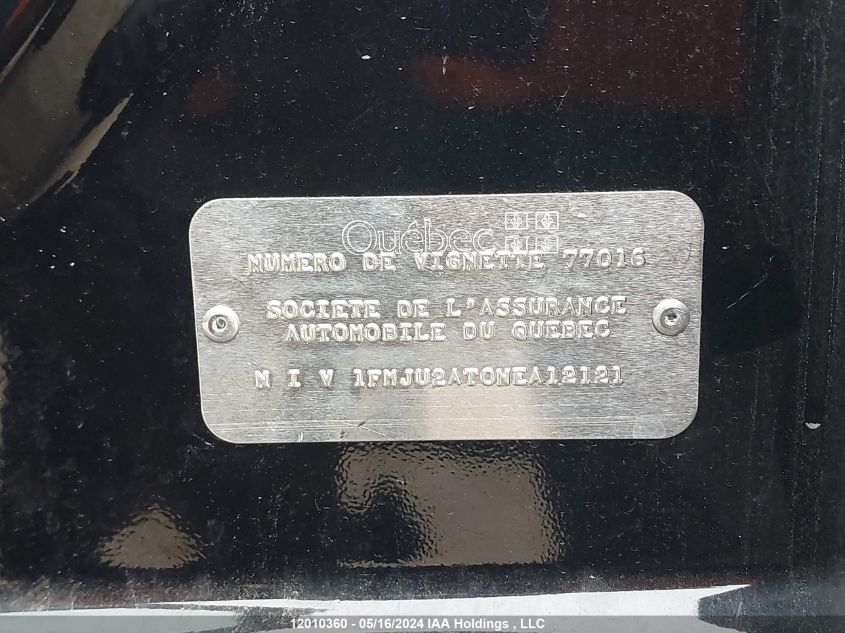 Québec
NUMERO DE VIGNETTE 77016
SOCIETE DE L'ASSURANCE
AUTOMOBILE DU QUEBEC
N I V 1FMJU2AT0NEA12121
12010360 - 05/16/2024 IAA Holdings , LLC